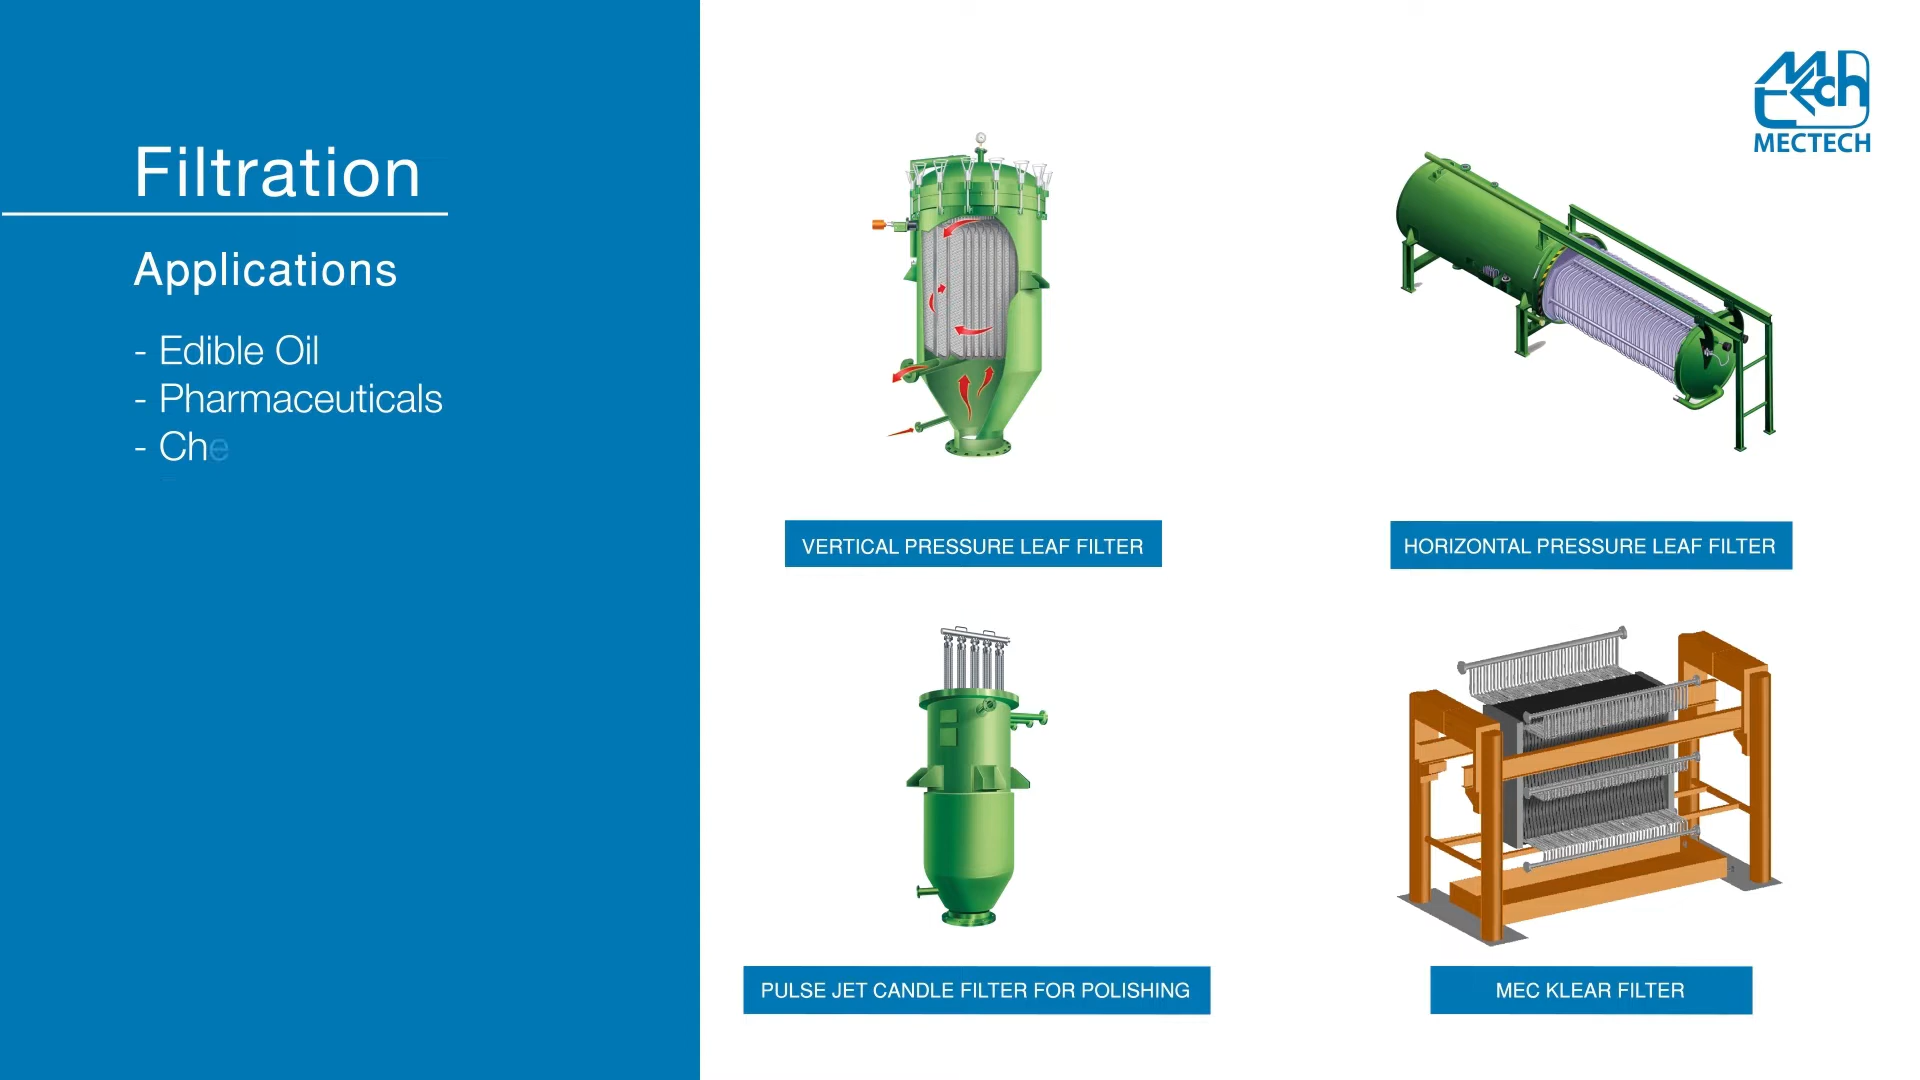 Filtration
Applications
- Edible Oil
- Pharmaceuticals
- Che
MECTECH
VERTICAL PRESSURE LEAF FILTER
HORIZONTAL PRESSURE LEAF FILTER
PULSE JET CANDLE FILTER FOR POLISHING
MEC KLEAR FILTER